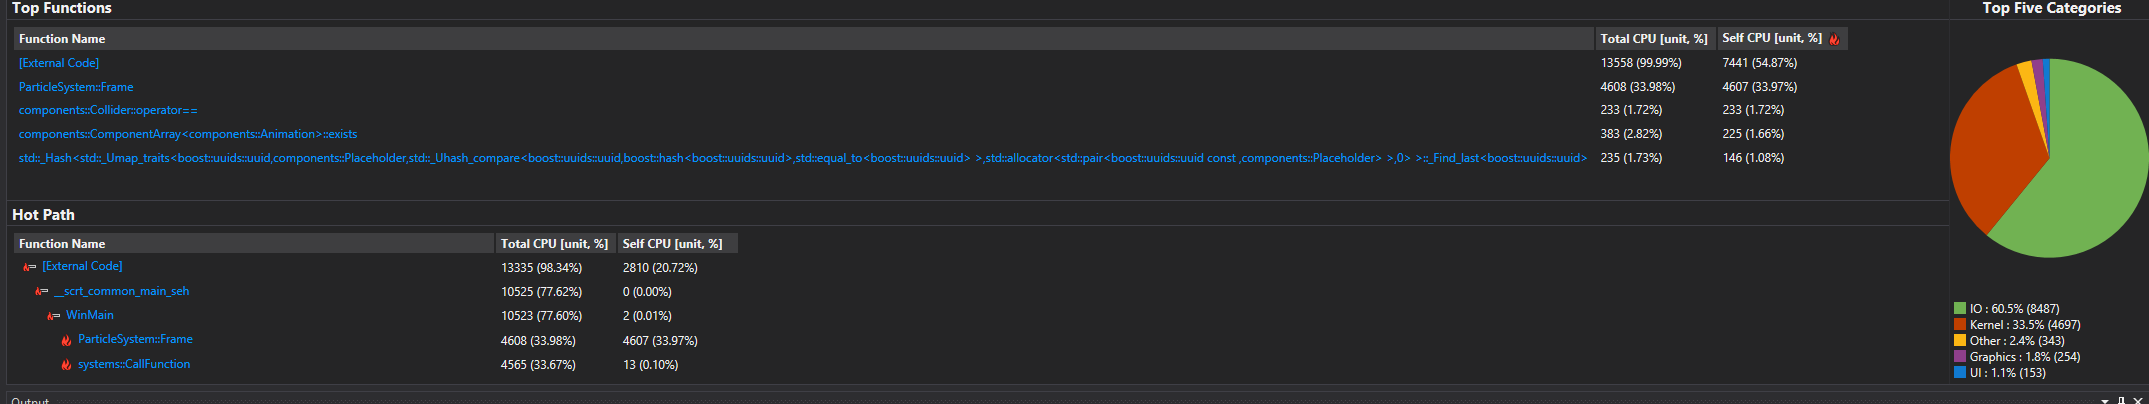 Top Functions
Top Five Categories
Function Name Total CPU [unit, %] Self CPU [unit, %]
[External Code] 13558 (99.99%) 7441 (54.87%)
ParticleSystem::Frame 4608 (33.98%) 4607 (33.97%)
components::Collider::operator== 233 (1.72%) 233 (1.72%)
components::ComponentArray<components::Animation>::exists 383 (2.82%) 225 (1.66%)
std::_Hash<std::_Umap_traits<boost::uuids::uuid,components::Placeholder,std::_Uhash_compare<boost::uuids::uuid,boost::hash<boost::uuids::uuid>,std::equal_to<boost::uuids::uuid> >,std::allocator<std::pair<boost::uuids::uuid const ,components::Placeholder> >,0> >::_Find_last<boost::uuids::uuid> 235 (1.73%) 146 (1.08%)
Hot Path
Function Name Total CPU [unit, %] Self CPU [unit, %]
[External Code] 13335 (98.34%) 2810 (20.72%)
__scrt_common_main_seh 10525 (77.62%) 0 (0.00%)
WinMain 10523 (77.60%) 2 (0.01%)
ParticleSystem::Frame 4608 (33.98%) 4607 (33.97%)
systems::CallFunction 4565 (33.67%) 13 (0.10%)
IO : 60.5% (8487)
Kernel : 33.5% (4697)
Other : 2.4% (343)
Graphics : 1.8% (254)
UI : 1.1% (153)
Output